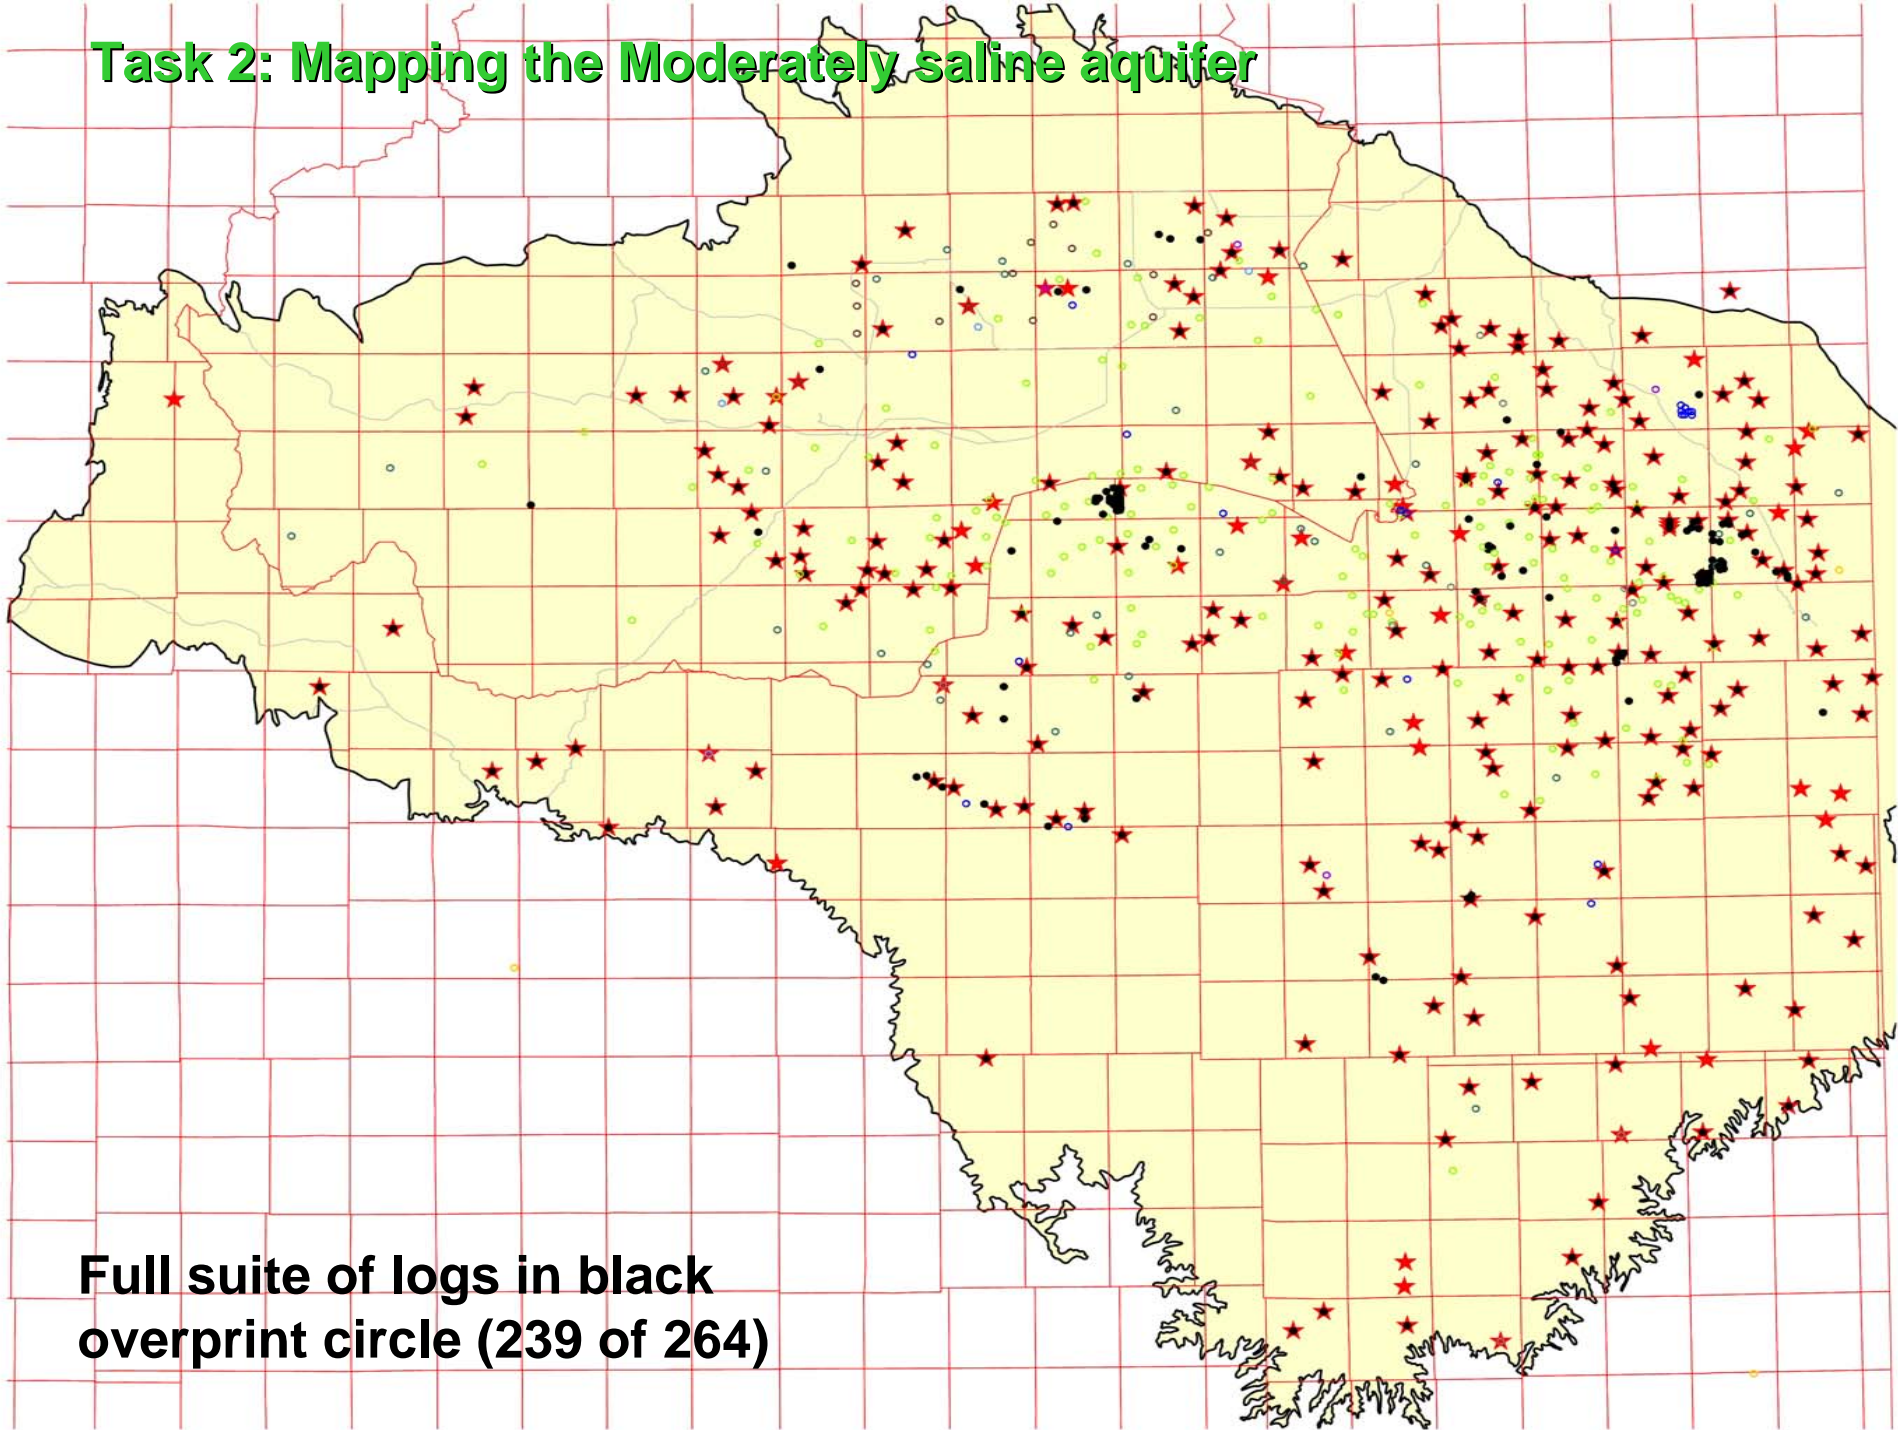 Task 2: Mapping the Moderately saline aquifer
Full suite of logs in black
overprint circle (239 of 264)